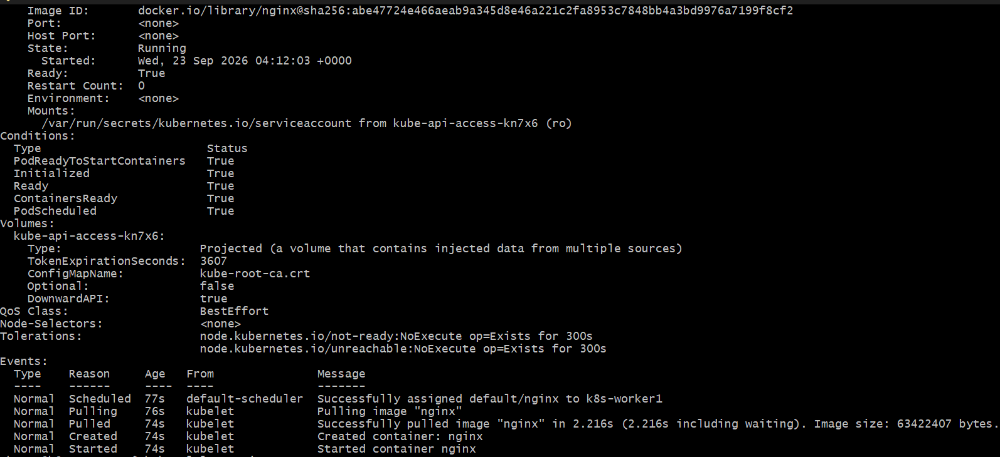 Image ID:       docker.io/library/nginx@sha256:abe47724e466aeab9a345d8e46a221c2fa8953c7848bb4a3bd9976a7199f8cf2
Port:           <none>
Host Port:      <none>
State:          Running
Started:      Wed, 23 Sep 2026 04:12:03 +0000
Ready:          True
Restart Count:  0
Environment:    <none>
Mounts:
/var/run/secrets/kubernetes.io/serviceaccount from kube-api-access-kn7x6 (ro)
Conditions:
Type                        Status
PodReadyToStartContainers   True
Initialized                 True
Ready                       True
ContainersReady             True
PodScheduled                True
Volumes:
kube-api-access-kn7x6:
Type:                    Projected (a volume that contains injected data from multiple sources)
TokenExpirationSeconds:  3607
ConfigMapName:           kube-root-ca.crt
Optional:                false
DownwardAPI:             true
QoS Class:                   BestEffort
Node-Selectors:              <none>
Tolerations:                 node.kubernetes.io/not-ready:NoExecute op=Exists for 300s
node.kubernetes.io/unreachable:NoExecute op=Exists for 300s
Events:
Type    Reason     Age   From               Message
----    ------     ----  ----               -------
Normal  Scheduled  77s   default-scheduler  Successfully assigned default/nginx to k8s-worker1
Normal  Pulling    76s   kubelet            Pulling image "nginx"
Normal  Pulled     74s   kubelet            Successfully pulled image "nginx" in 2.216s (2.216s including waiting). Image size: 63422407 bytes.
Normal  Created    74s   kubelet            Created container: nginx
Normal  Started    74s   kubelet            Started container nginx